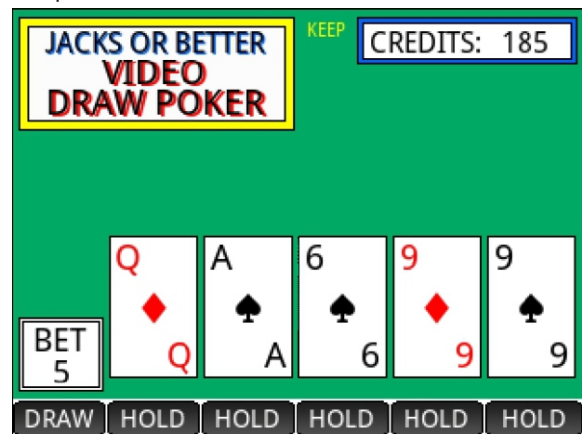 JACKS OR BETTER
VIDEO
DRAW POKER
KEEP
CREDITS: 185
Q A 6 9 9
Q A 6 9 9
BET
5
DRAW HOLD HOLD HOLD HOLD HOLD